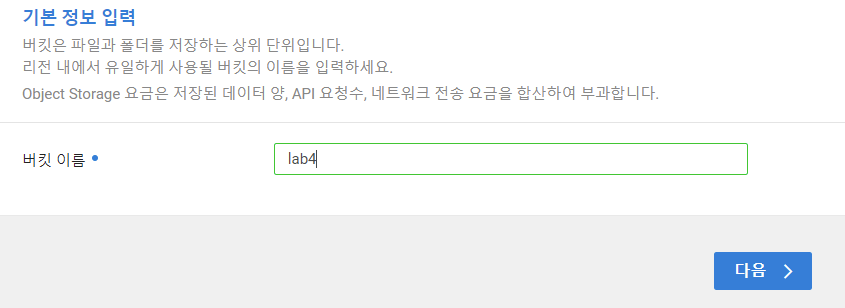 기본 정보 입력
버킷은 파일과 폴더를 저장하는 상위 단위입니다.
리전 내에서 유일하게 사용될 버킷의 이름을 입력하세요.
Object Storage 요금은 저장된 데이터 양, API 요청수, 네트워크 전송 요금을 합산하여 부과합니다.
버킷 이름
lab4
다음